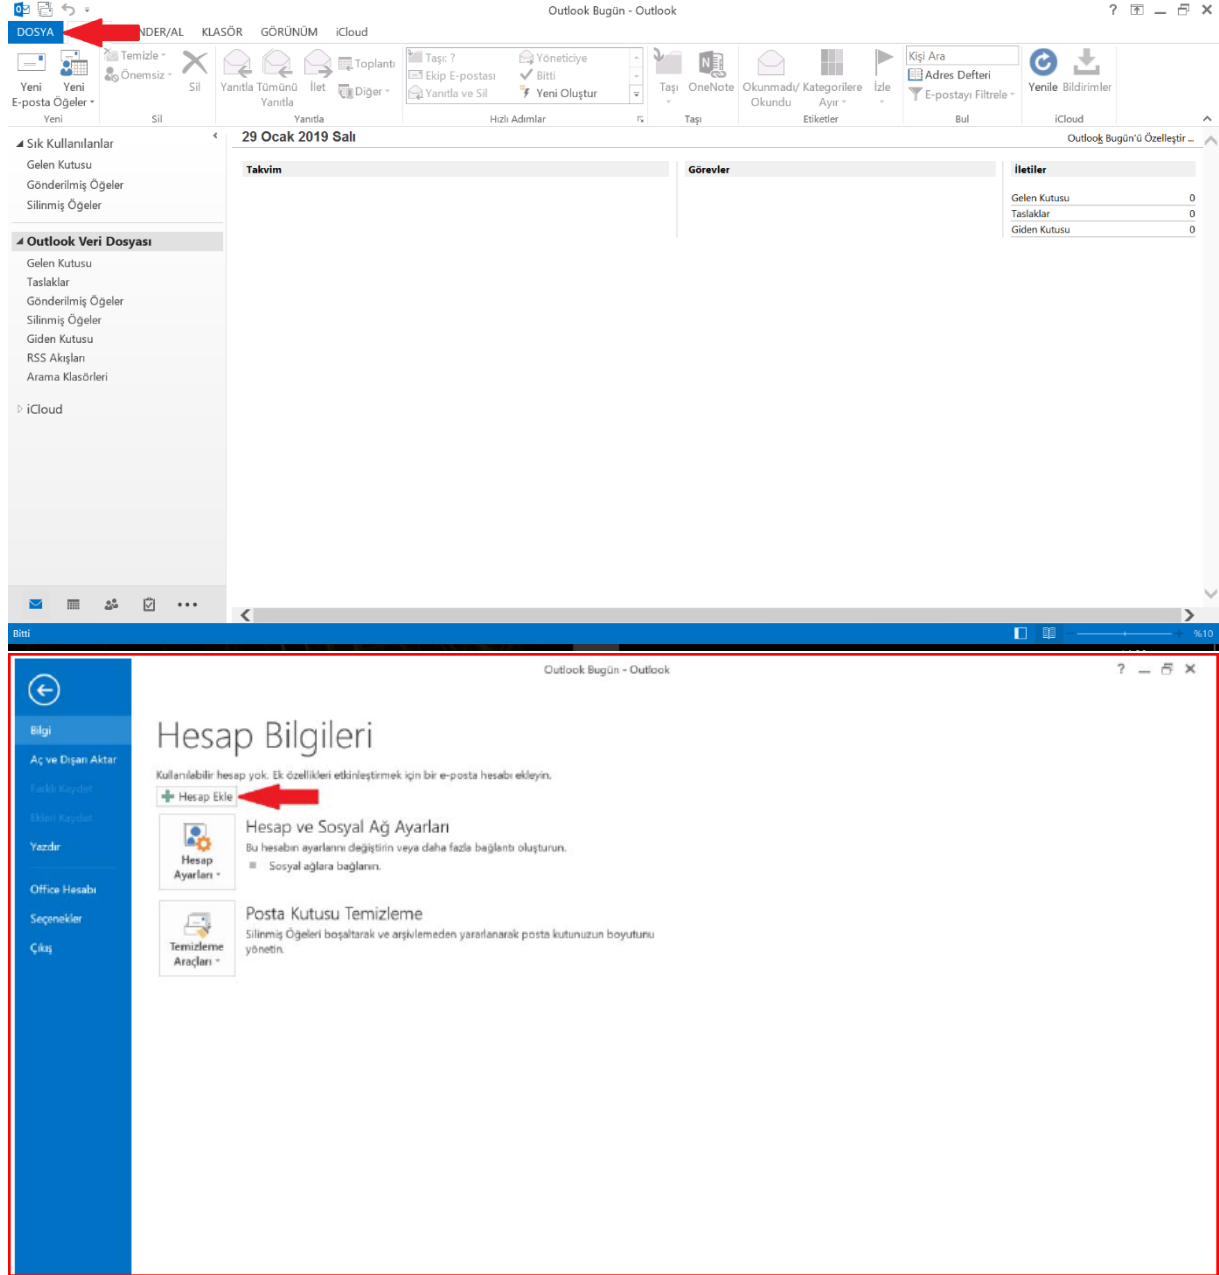 Outlook Bugün - Outlook
DOSYA NDER/AL KLASÖR GÖRÜNÜM iCloud
Yeni E-posta
Yeni Öğeler
Yeni
Temizle
Önemsiz
Sil
Sil
Yanıtla
Tümünü Yanıtla
İlet
Toplantı
Diğer
Yanıtla
Taşı: ?
Ekip E-postası
Yanıtla ve Sil
Yöneticiye
Bitti
Yeni Oluştur
Hızlı Adımlar
Taşı
OneNote
Taşı
Okunmadı/ Okundu
Kategorilere Ayır
İzle
Etiketler
Kişi Ara
Adres Defteri
E-postayı Filtrele
Bul
Yenile
Bildirimler
iCloud
Sık Kullanılanlar
Gelen Kutusu
Gönderilmiş Öğeler
Silinmiş Öğeler
Outlook Veri Dosyası
Gelen Kutusu
Taslaklar
Gönderilmiş Öğeler
Silinmiş Öğeler
Giden Kutusu
RSS Akışları
Arama Klasörleri
iCloud
29 Ocak 2019 Salı
Outlook Bugün'ü Özelleştir ...
Takvim
Görevler
İletiler
Gelen Kutusu 0
Taslaklar 0
Giden Kutusu 0
Bitti
%10
Outlook Bugün - Outlook
Bilgi
Aç ve Dışarı Aktar
Farklı Kaydet
Ekleri Kaydet
Yazdır
Office Hesabı
Seçenekler
Çıkış
Hesap Bilgileri
Kullanılabilir hesap yok. Ek özellikleri etkinleştirmek için bir e-posta hesabı ekleyin.
Hesap Ekle
Hesap Ayarları
Hesap ve Sosyal Ağ Ayarları
Bu hesabın ayarlarını değiştirin veya daha fazla bağlantı oluşturun.
Sosyal ağlara bağlanın.
Temizleme Araçları
Posta Kutusu Temizleme
Silinmiş Öğeleri boşaltarak ve arşivlemeden yararlanarak posta kutunuzun boyutunu
yönetin.